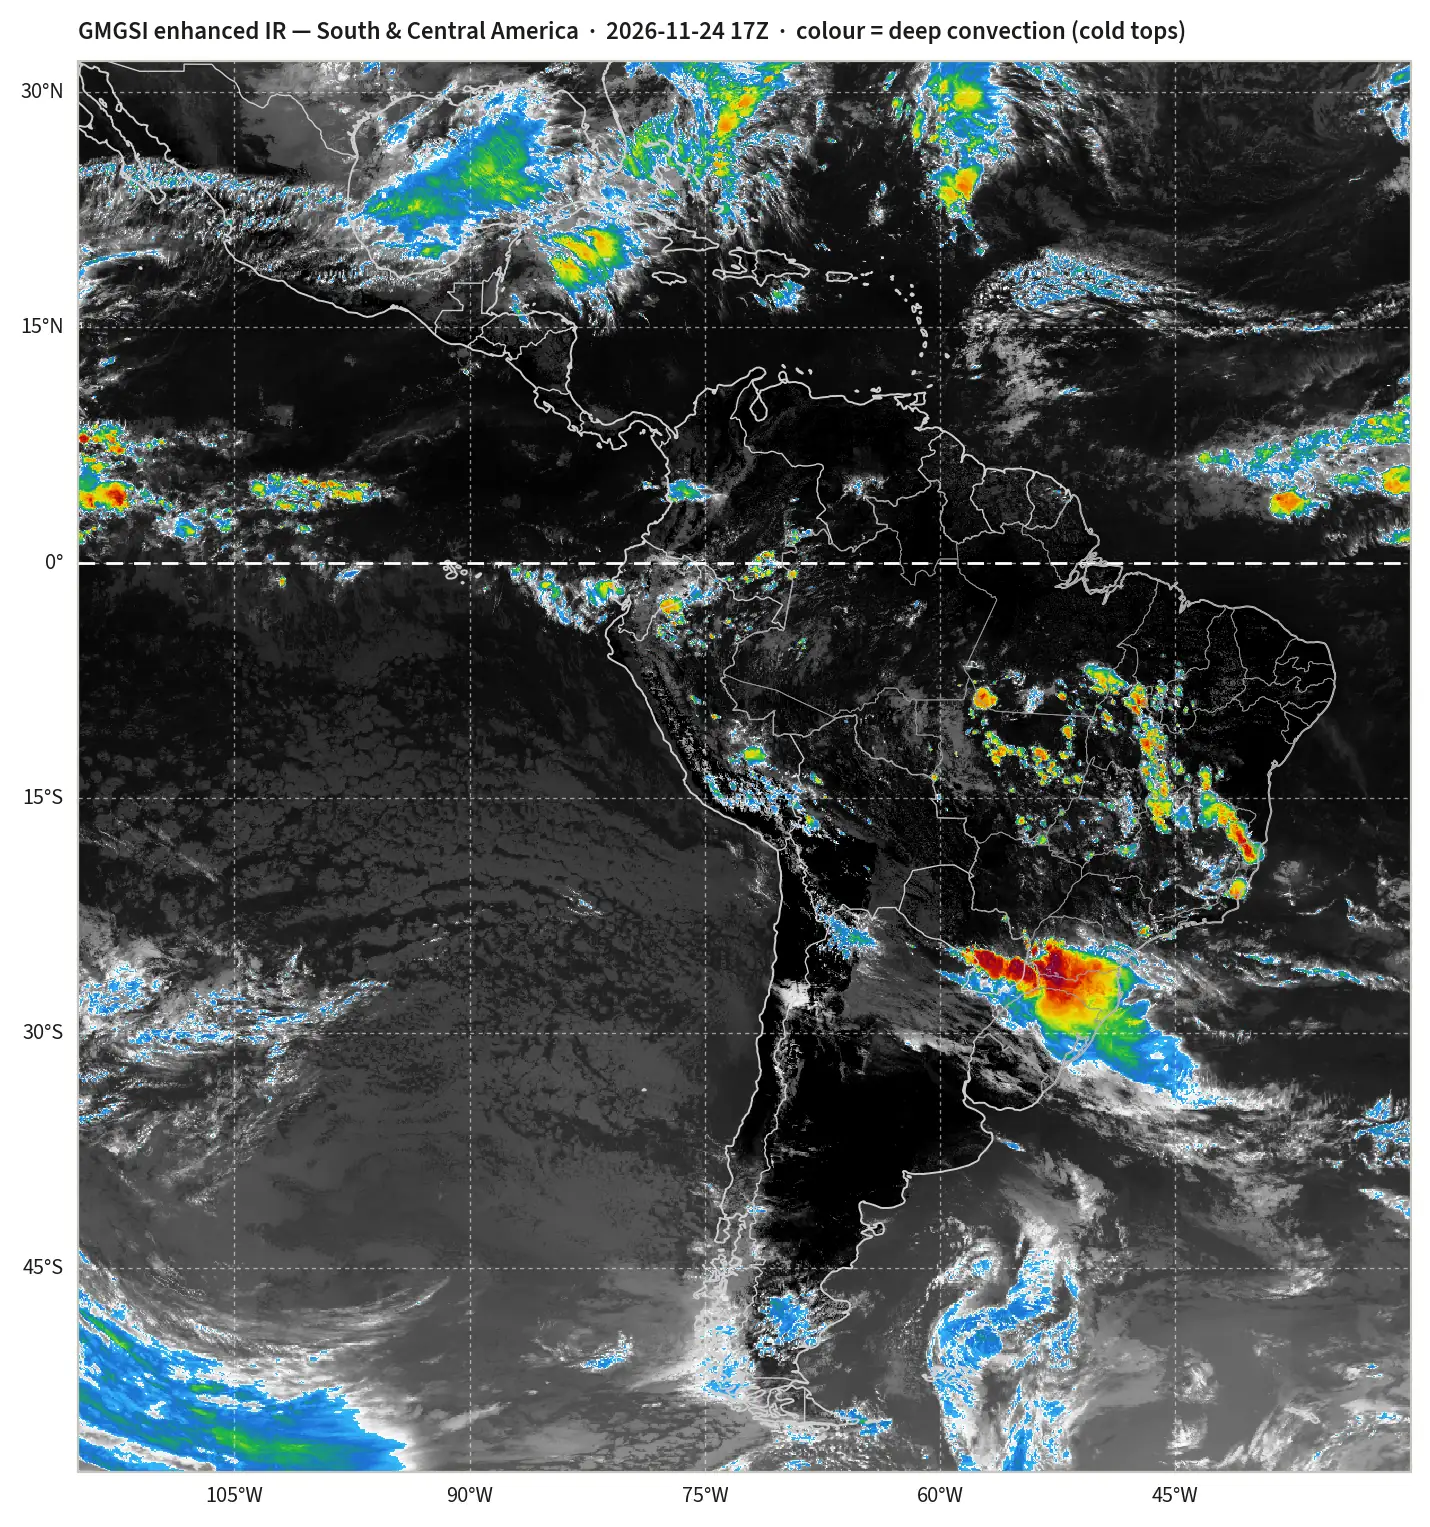 GMGSI enhanced IR — South & Central America · 2026-11-24 17Z · colour = deep convection (cold tops)
30°N
15°N
0°
15°S
30°S
45°S
105°W
90°W
75°W
60°W
45°W